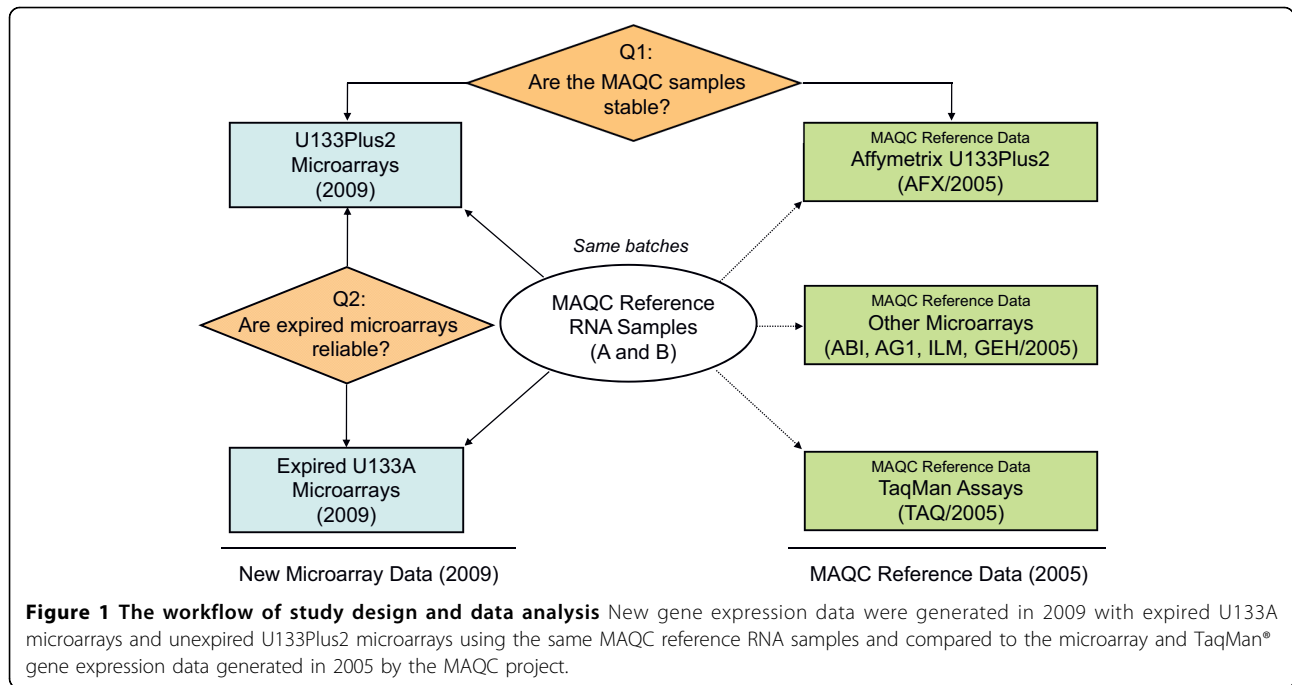 Q1:
Are the MAQC samples
stable?
U133Plus2
Microarrays
(2009)
MAQC Reference Data
Affymetrix U133Plus2
(AFX/2005)
Same batches
Q2:
Are expired microarrays
reliable?
MAQC Reference
RNA Samples
(A and B)
MAQC Reference Data
Other Microarrays
(ABI, AG1, ILM, GEH/2005)
Expired U133A
Microarrays
(2009)
MAQC Reference Data
TaqMan Assays
(TAQ/2005)
New Microarray Data (2009)
MAQC Reference Data (2005)
Figure 1 The workflow of study design and data analysis New gene expression data were generated in 2009 with expired U133A
microarrays and unexpired U133Plus2 microarrays using the same MAQC reference RNA samples and compared to the microarray and TaqMan®
gene expression data generated in 2005 by the MAQC project.